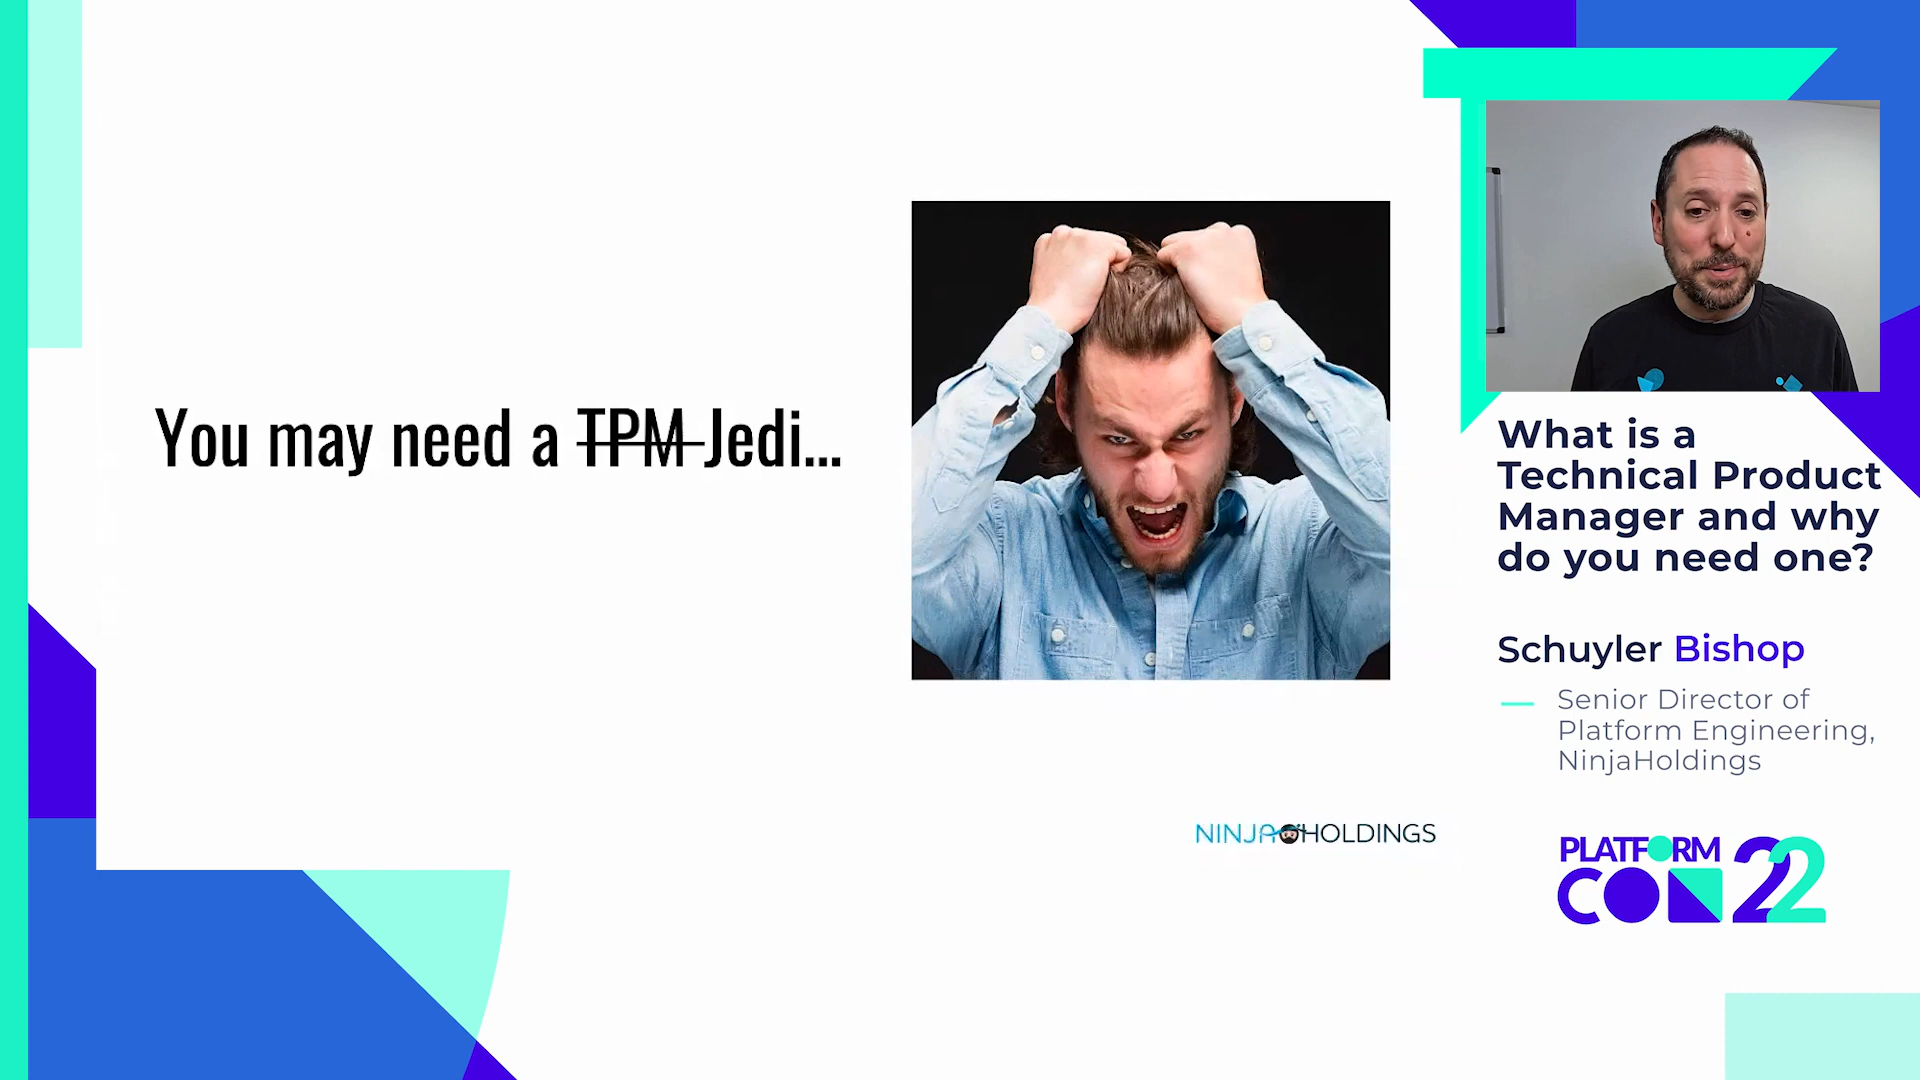 You may need a TPM Jedi...
NINJA HOLDINGS
What is a
Technical Product
Manager and why
do you need one?
Schuyler Bishop
Senior Director of
Platform Engineering,
NinjaHoldings
PLATFORM
CON 22